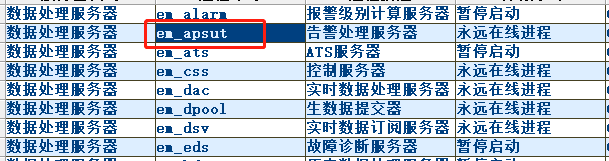 数据处理服务器 em_alarm 报警级别计算服务器 暂停启动
数据处理服务器 em_apsut 告警处理服务器 永远在线进程
数据处理服务器 em_ats ATS服务器 暂停启动
数据处理服务器 em_css 控制服务器 永远在线进程
数据处理服务器 em_dac 实时数据处理服务器 永远在线进程
数据处理服务器 em_dpool 生数据提交器 永远在线进程
数据处理服务器 em_dsv 实时数据订阅服务器 永远在线进程
数据处理服务器 em_eds 故障诊断服务器 暂停启动